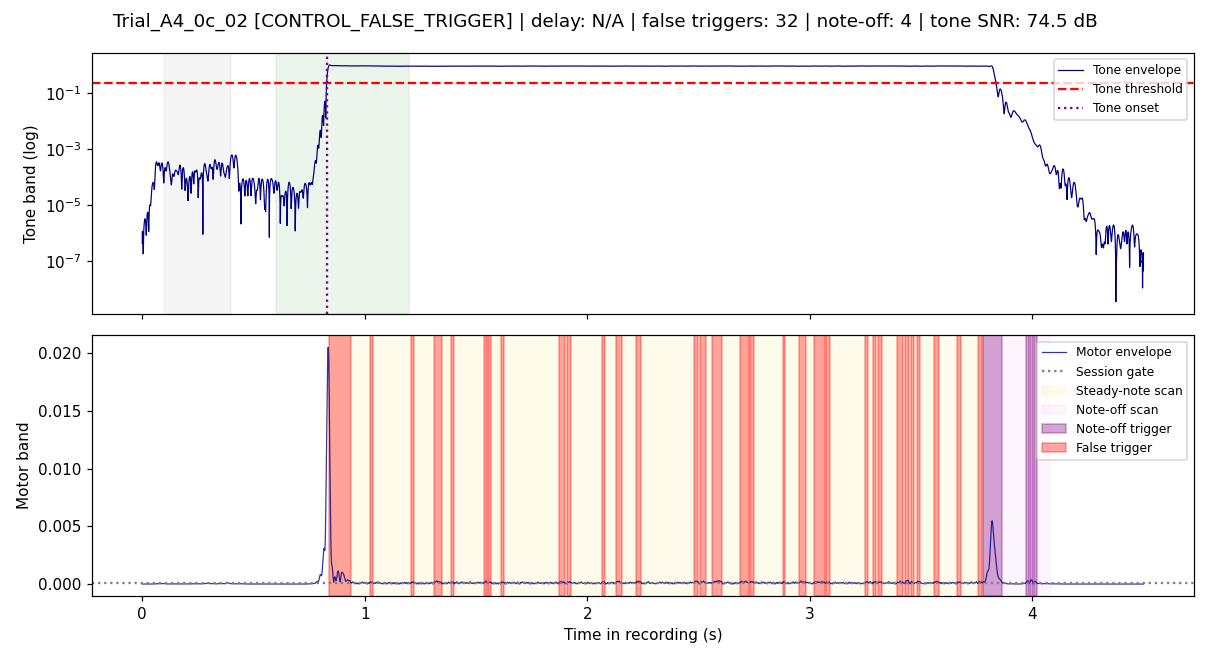 Trial_A4_0c_02 [CONTROL_FALSE_TRIGGER] | delay: N/A | false triggers: 32 | note-off: 4 | tone SNR: 74.5 dB
Tone band (log)
10⁻¹
10⁻³
10⁻⁵
10⁻⁷
Tone envelope
Tone threshold
Tone onset
Motor band
0.020
0.015
0.010
0.005
0.000
Motor envelope
Session gate
Steady-note scan
Note-off scan
Note-off trigger
False trigger
0 1 2 3 4
Time in recording (s)